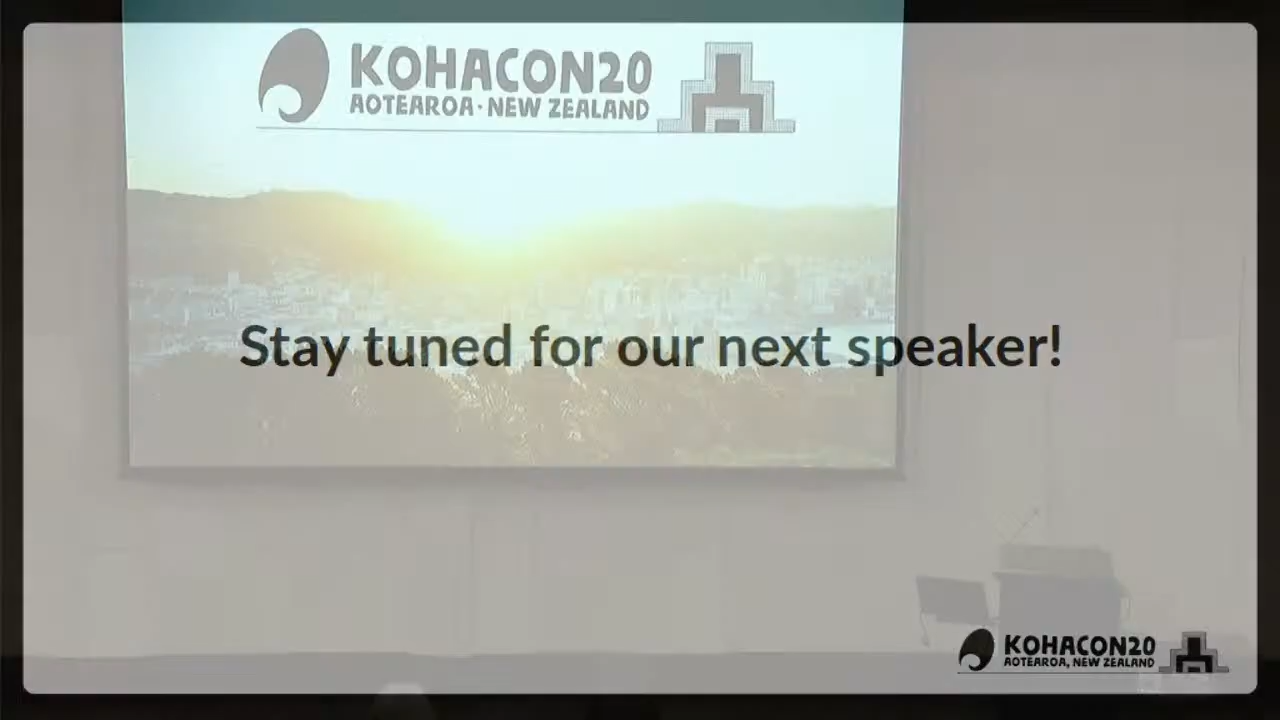 KOHACON20
AOTEAROA · NEW ZEALAND
Stay tuned for our next speaker!
KOHACON20
AOTEAROA, NEW ZEALAND